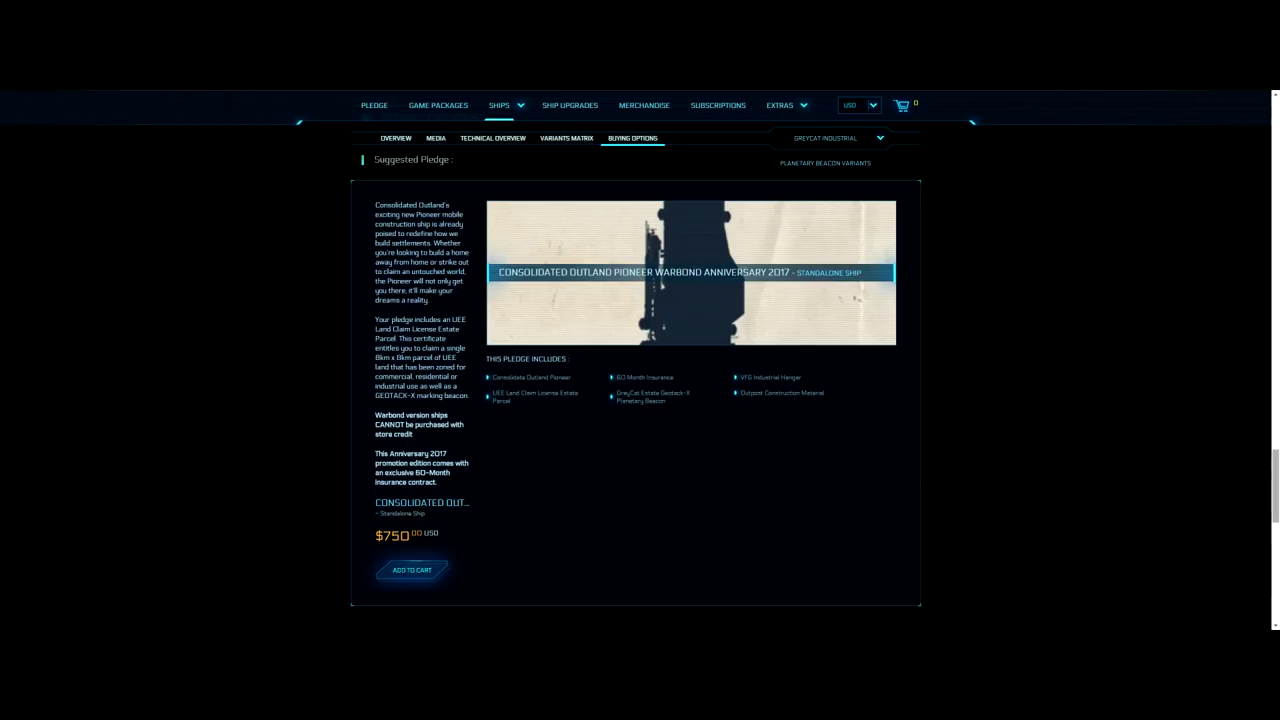 PLEDGE GAME PACKAGES SHIPS SHIP UPGRADES MERCHANDISE SUBSCRIPTIONS EXTRAS USD 0
OVERVIEW MEDIA TECHNICAL OVERVIEW VARIANTS MATRIX BUYING OPTIONS GREYCAT INDUSTRIAL
Suggested Pledge :
PLANETARY BEACON VARIANTS
Consolidated Outland's
exciting new Pioneer mobile
construction ship is already
poised to redefine how we
build settlements. Whether
you're looking to build a home
away from home or strike out
to claim an untouched world,
the Pioneer will not only get
you there, it'll make your
dreams a reality.
Your pledge includes an UEE
Land Claim License Estate
Parcel. This certificate
entitles you to claim a single
8km x 8km parcel of UEE
land that has been zoned for
commercial, residential or
industrial use as well as a
GEOTACK-X marking beacon.
Warbond version ships
CANNOT be purchased with
store credit
This Anniversary 2017
promotion edition comes with
an exclusive 60-Month
insurance contract.
CONSOLIDATED OUT...
~ Standalone Ship
$750.00 USD
ADD TO CART
CONSOLIDATED OUTLAND PIONEER WARBOND ANNIVERSARY 2017 - STANDALONE SHIP
THIS PLEDGE INCLUDES :
Consolidate Outland Pioneer
60 Month Insurance
VFG Industrial Hangar
UEE Land Claim License Estate
Parcel
GreyCat Estate Geotack-X
Planetary Beacon
Outpost Construction Material